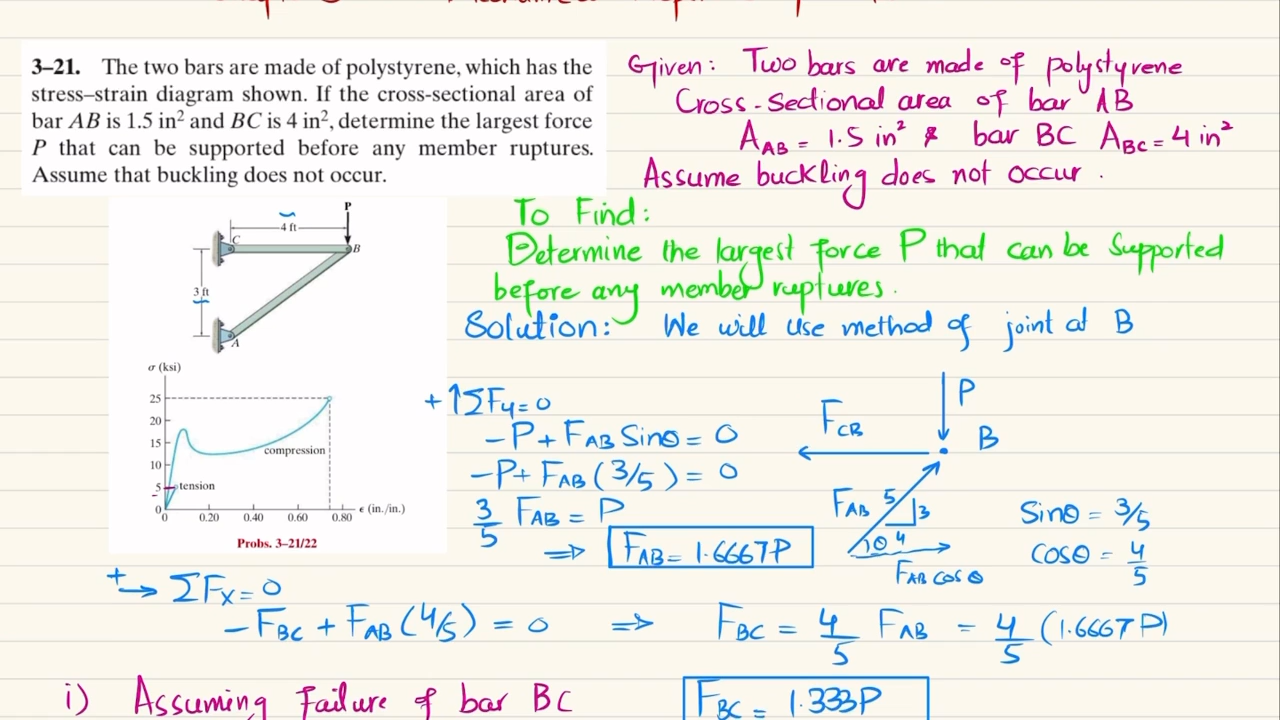 3–21. The two bars are made of polystyrene, which has the
stress–strain diagram shown. If the cross-sectional area of
bar AB is 1.5 in² and BC is 4 in², determine the largest force
P that can be supported before any member ruptures.
Assume that buckling does not occur.
Given: Two bars are made of polystyrene
Cross-Sectional area of bar AB
A_AB = 1.5 in² & bar BC A_BC = 4 in²
Assume buckling does not occur.
P
4 ft
C
B
3 ft
A
To Find:
Determine the largest force P that can be supported
before any member ruptures.
Solution: We will use method of joint at B
σ (ksi)
25
20
15
10
5
0
compression
tension
0 0.20 0.40 0.60 0.80 ϵ (in./in.)
Probs. 3–21/22
+↑ΣFy=0
-P + F_AB Sinθ = 0
-P + F_AB (3/5) = 0
3/5 F_AB = P
⇒ F_AB = 1.6667P
P
F_CB
B
F_AB 5 3
θ 4
F_AB cos θ
Sinθ = 3/5
Cosθ = 4/5
+→ ΣFx=0
-F_BC + F_AB (4/5) = 0 ⇒ F_BC = 4/5 F_AB = 4/5 (1.6667P)
i) Assuming failure of bar BC
F_BC = 1.333P